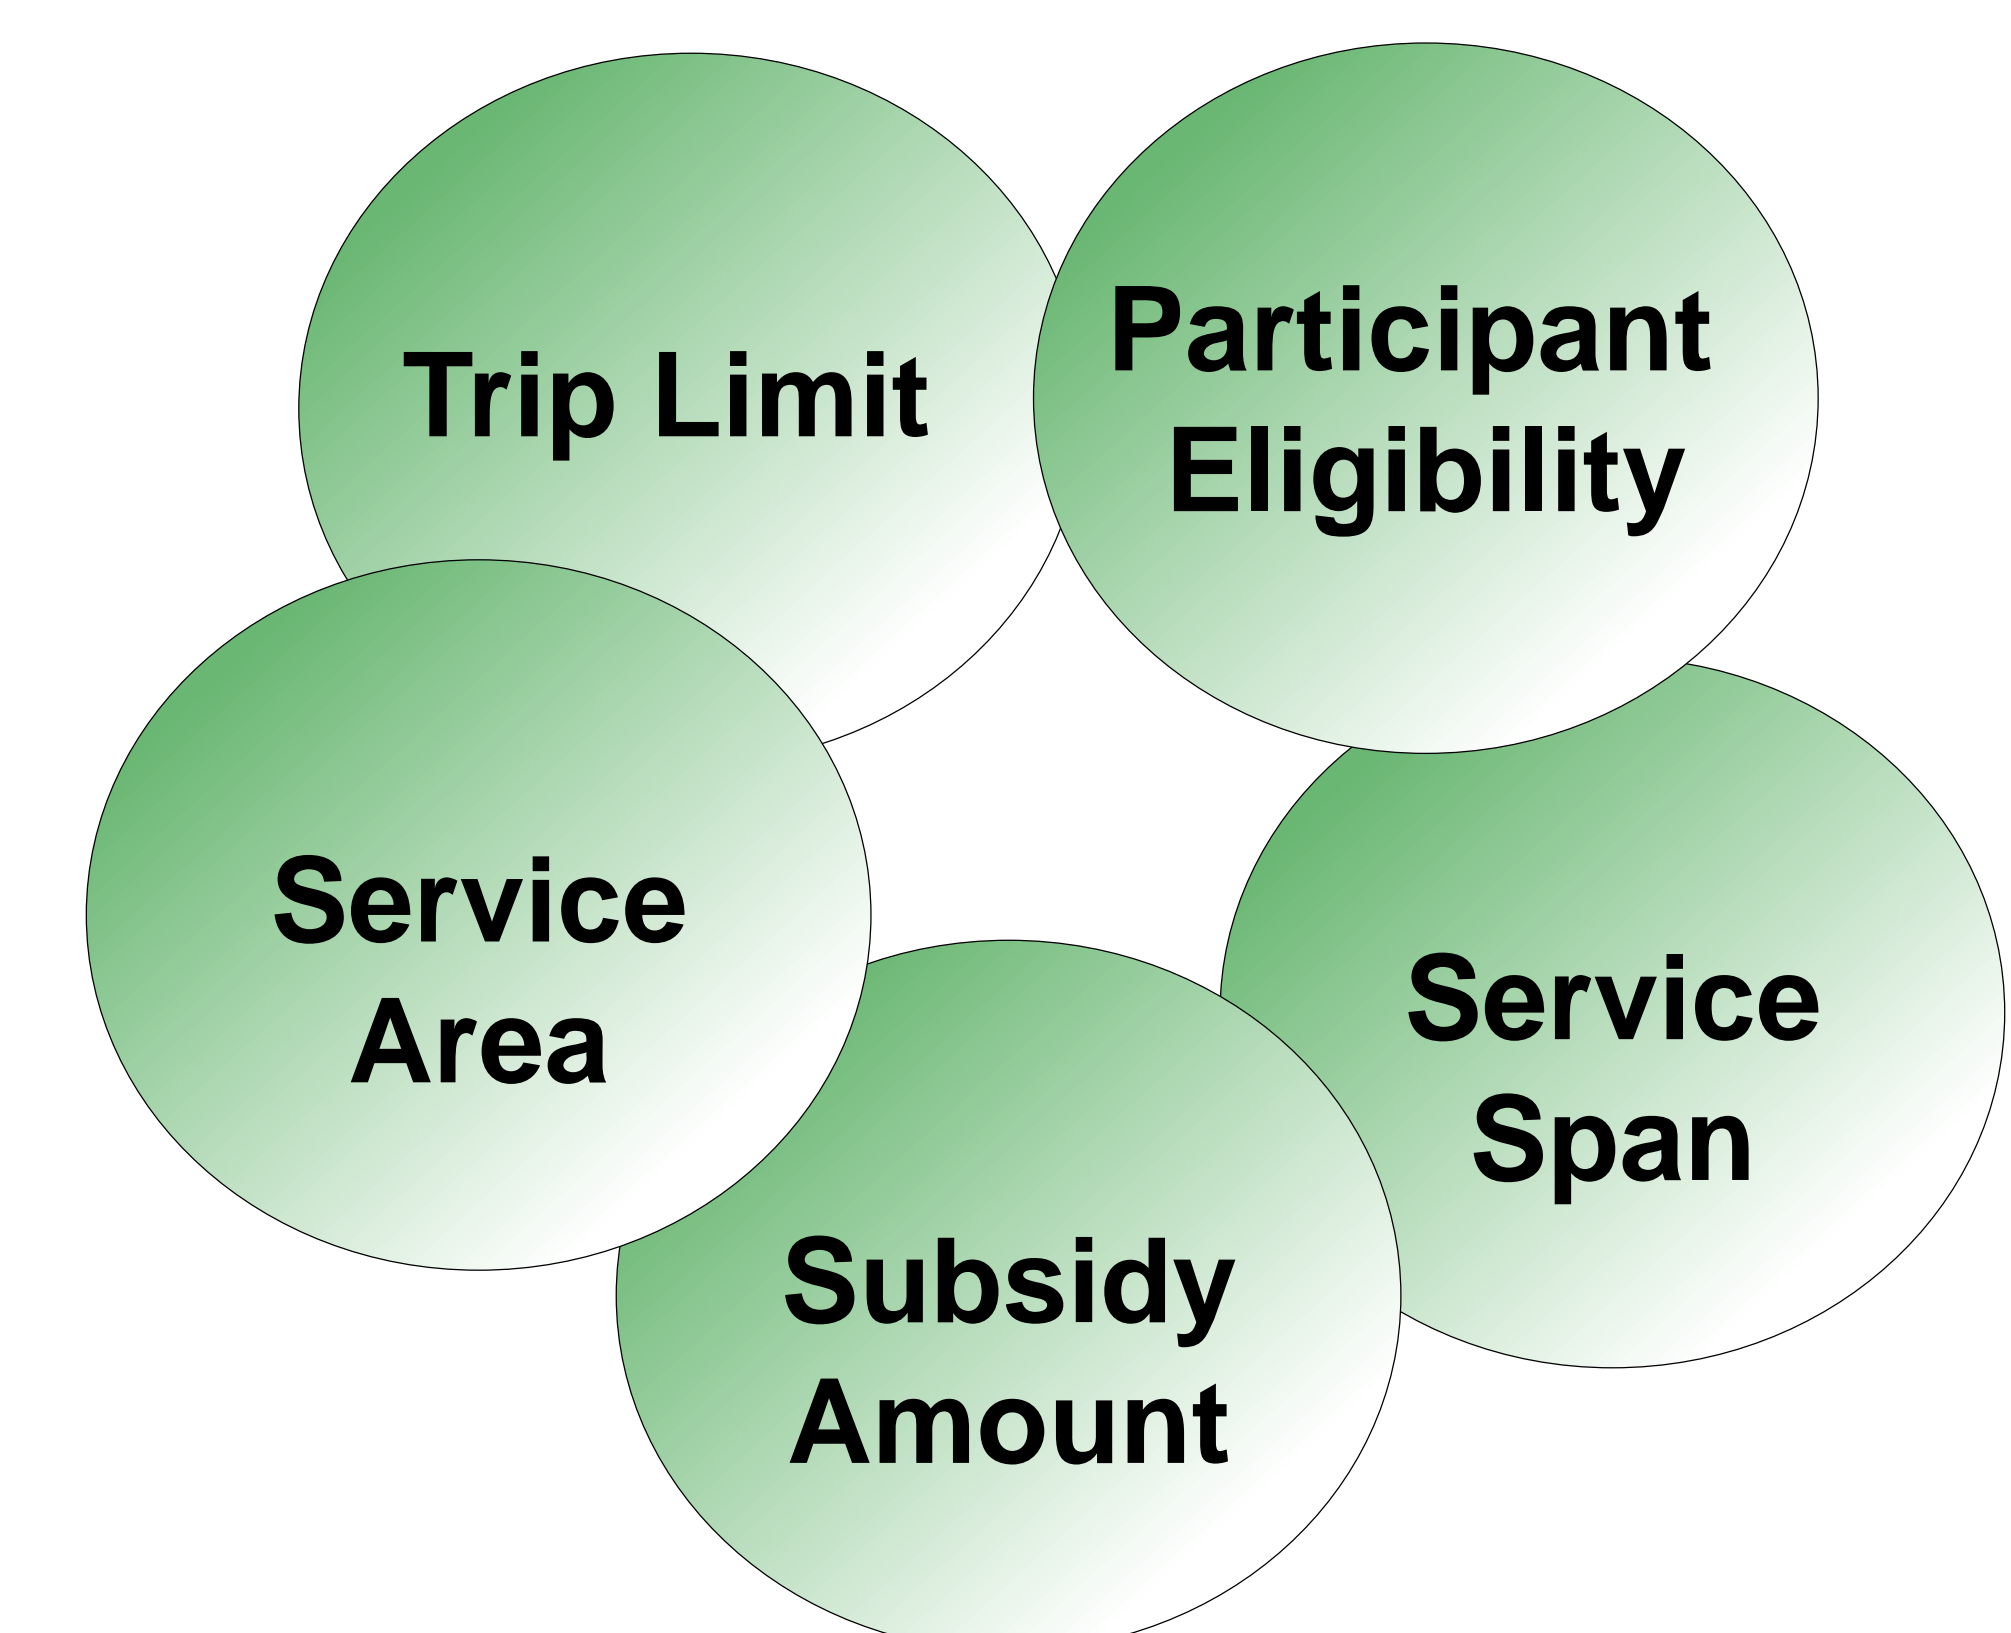 Trip Limit
Participant
Eligibility
Service
Area
Service
Span
Subsidy
Amount